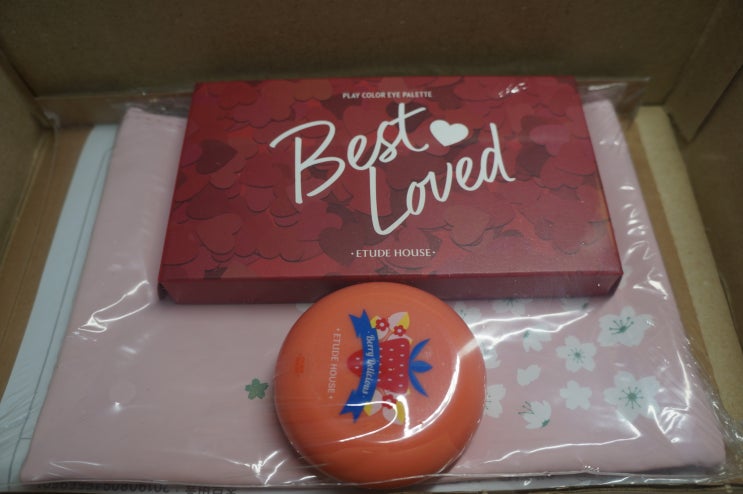 PLAY COLOR EYE PALETTE
Best
Loved
· ETUDE HOUSE ·
· ETUDE HOUSE ·
Berry Delicious